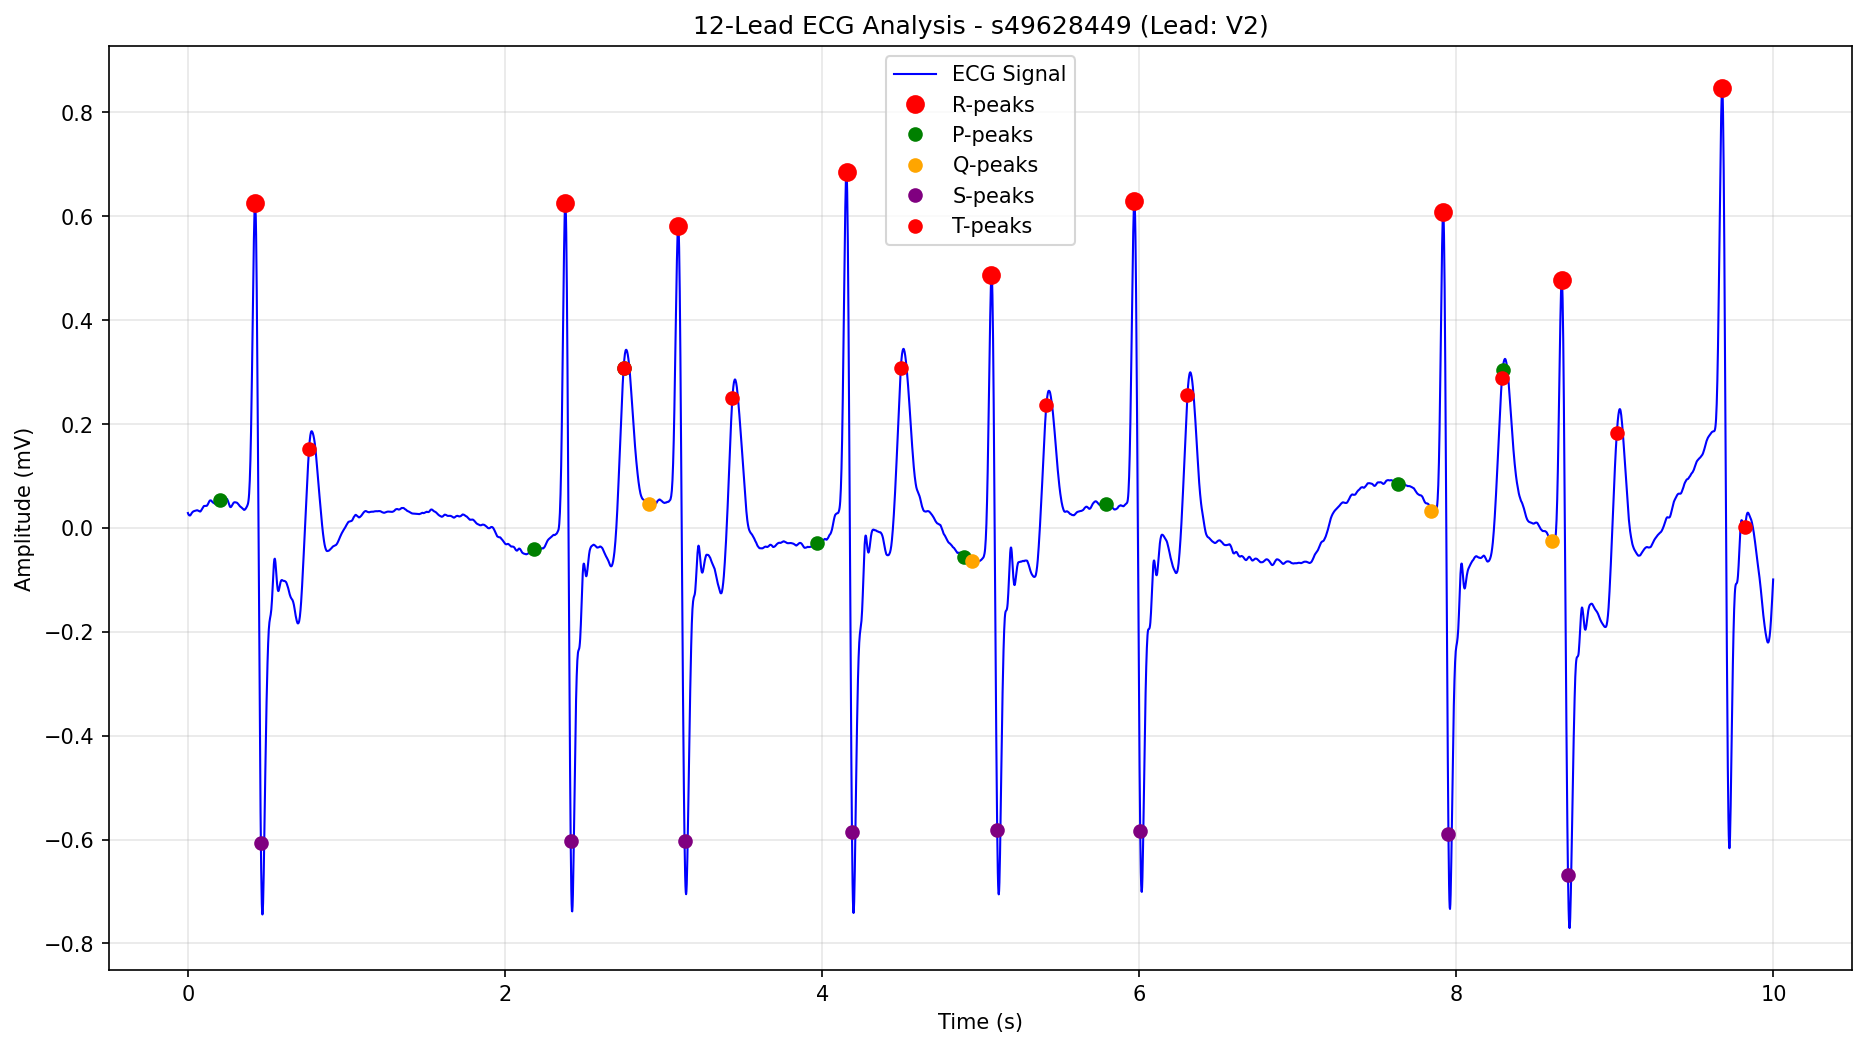 12-Lead ECG Analysis - s49628449 (Lead: V2)
ECG Signal
R-peaks
P-peaks
Q-peaks
S-peaks
T-peaks
Amplitude (mV)
0.8
0.6
0.4
0.2
0.0
−0.2
−0.4
−0.6
−0.8
0 2 4 6 8 10
Time (s)